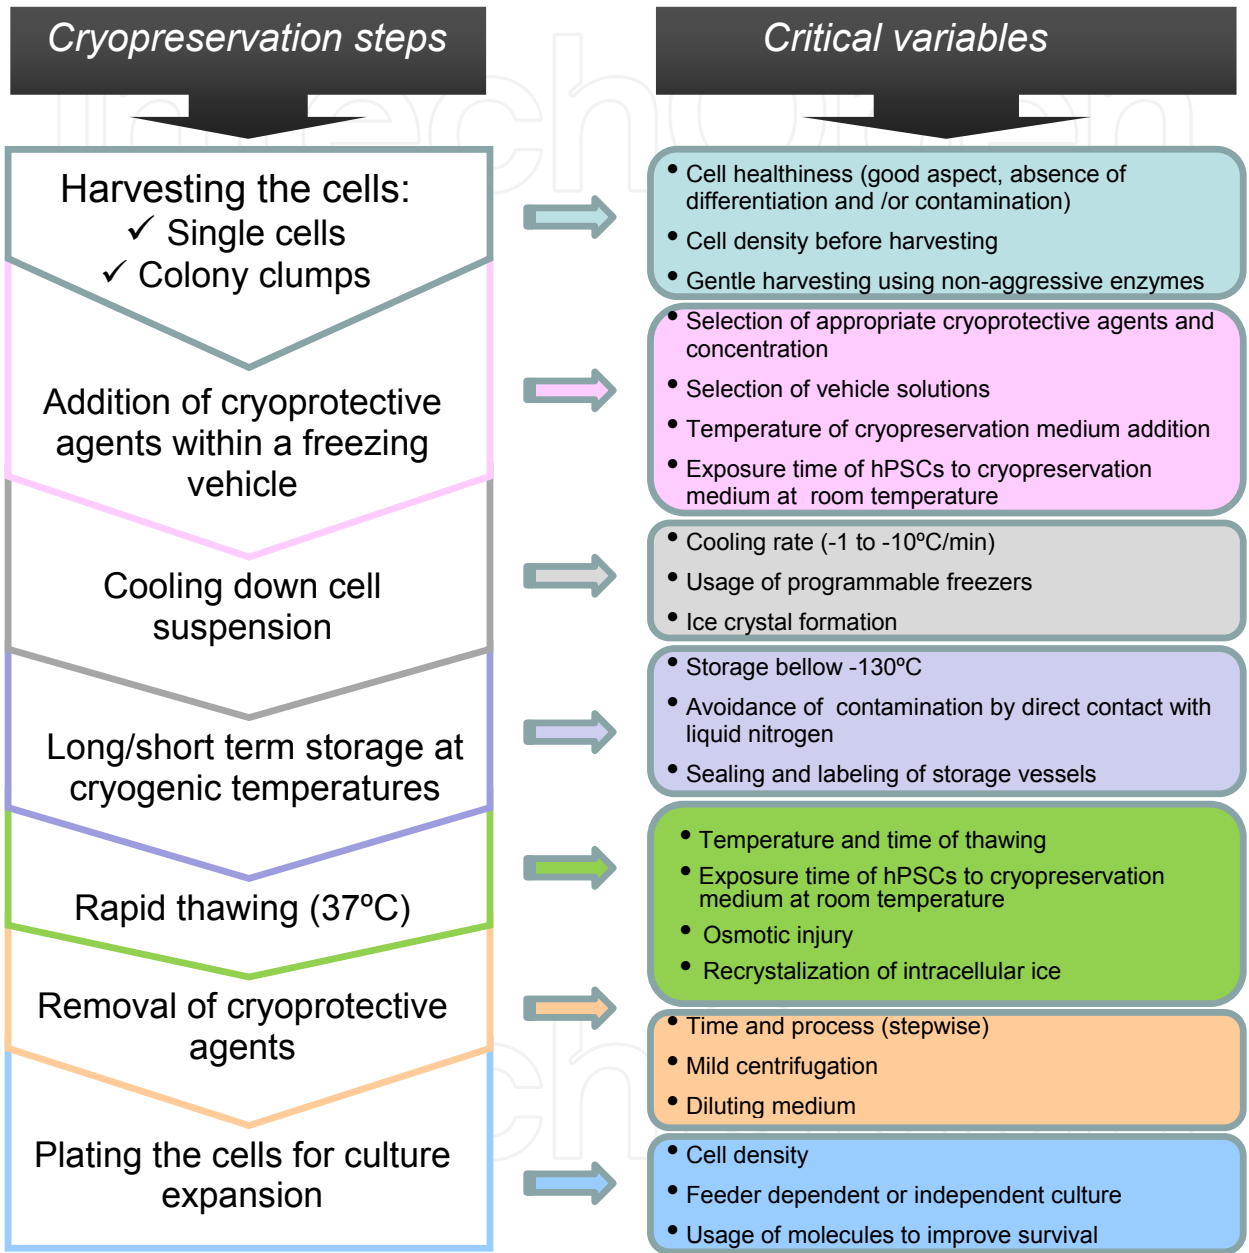 Cryopreservation steps
Critical variables
Harvesting the cells:
✓ Single cells
✓ Colony clumps
• Cell healthiness (good aspect, absence of
differentiation and /or contamination)
• Cell density before harvesting
• Gentle harvesting using non-aggressive enzymes
Addition of cryoprotective
agents within a freezing
vehicle
• Selection of appropriate cryoprotective agents and
concentration
• Selection of vehicle solutions
• Temperature of cryopreservation medium addition
• Exposure time of hPSCs to cryopreservation
medium at room temperature
Cooling down cell
suspension
• Cooling rate (-1 to -10ºC/min)
• Usage of programmable freezers
• Ice crystal formation
Long/short term storage at
cryogenic temperatures
• Storage bellow -130ºC
• Avoidance of contamination by direct contact with
liquid nitrogen
• Sealing and labeling of storage vessels
Rapid thawing (37ºC)
• Temperature and time of thawing
• Exposure time of hPSCs to cryopreservation
medium at room temperature
• Osmotic injury
• Recrystalization of intracellular ice
Removal of cryoprotective
agents
• Time and process (stepwise)
• Mild centrifugation
• Diluting medium
Plating the cells for culture
expansion
• Cell density
• Feeder dependent or independent culture
• Usage of molecules to improve survival